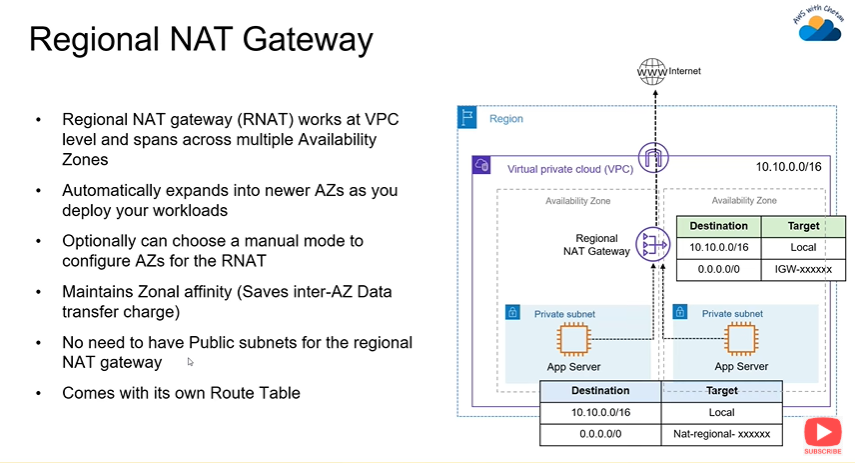 AWS with Chetan
Regional NAT Gateway
• Regional NAT gateway (RNAT) works at VPC
level and spans across multiple Availability
Zones
• Automatically expands into newer AZs as you
deploy your workloads
• Optionally can choose a manual mode to
configure AZs for the RNAT
• Maintains Zonal affinity (Saves inter-AZ Data
transfer charge)
• No need to have Public subnets for the regional
NAT gateway
• Comes with its own Route Table
WWW Internet
Region
Virtual private cloud (VPC)
10.10.0.0/16
Availability Zone
Availability Zone
Regional
NAT Gateway
Destination Target
10.10.0.0/16 Local
0.0.0.0/0 IGW-xxxxxx
Private subnet
App Server
Private subnet
App Server
Destination Target
10.10.0.0/16 Local
0.0.0.0/0 Nat-regional- xxxxxx
SUBSCRIBE